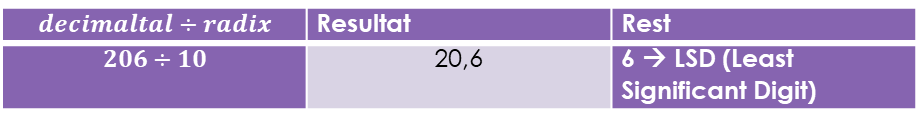 decimaltal ÷ radix Resultat Rest
206 ÷ 10 20,6 6 → LSD (Least
Significant Digit)